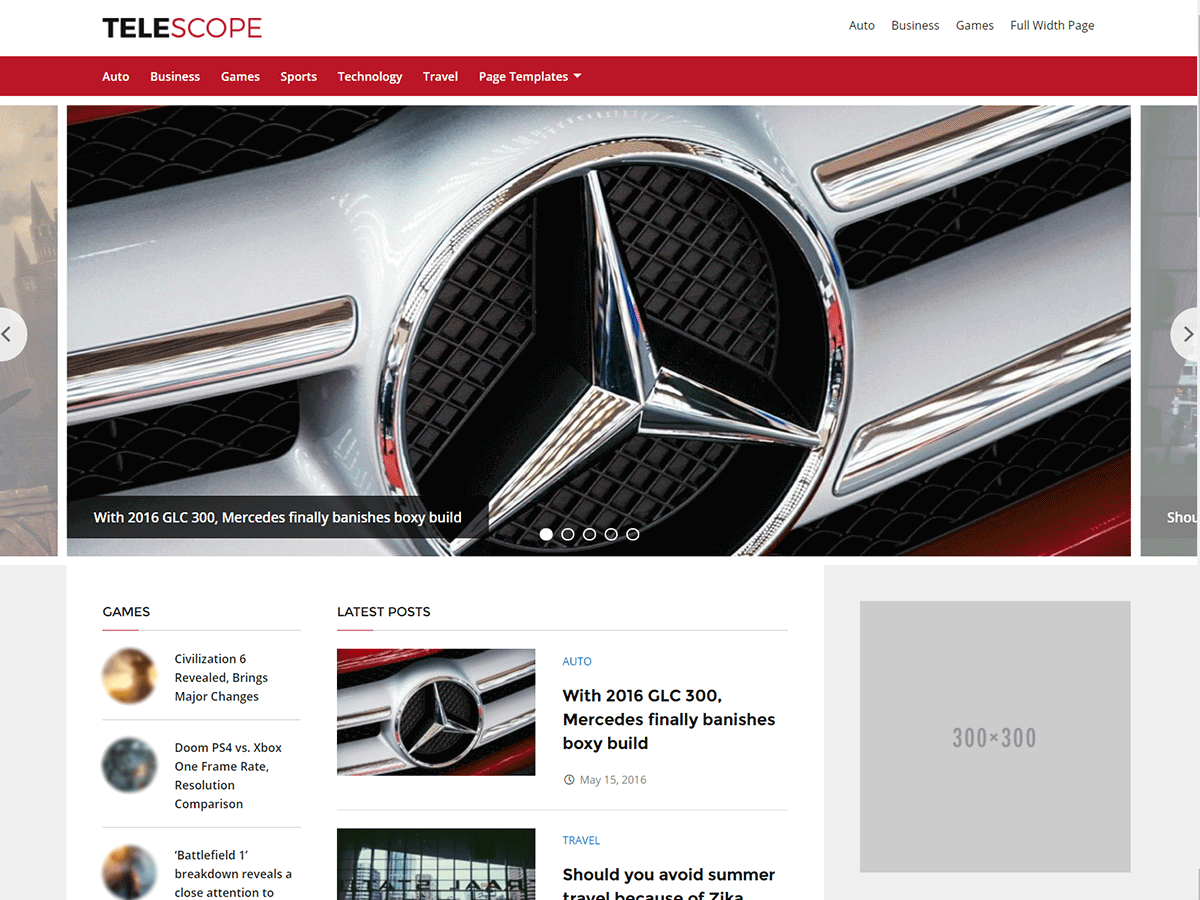 TELESCOPE
Auto Business Games Full Width Page
Auto Business Games Sports Technology Travel Page Templates
With 2016 GLC 300, Mercedes finally banishes boxy build
GAMES
Civilization 6
Revealed, Brings
Major Changes
Doom PS4 vs. Xbox
One Frame Rate,
Resolution
Comparison
‘Battlefield 1’
breakdown reveals a
close attention to
LATEST POSTS
AUTO
With 2016 GLC 300,
Mercedes finally banishes
boxy build
May 15, 2016
TRAVEL
Should you avoid summer
travel because of Zika
300×300